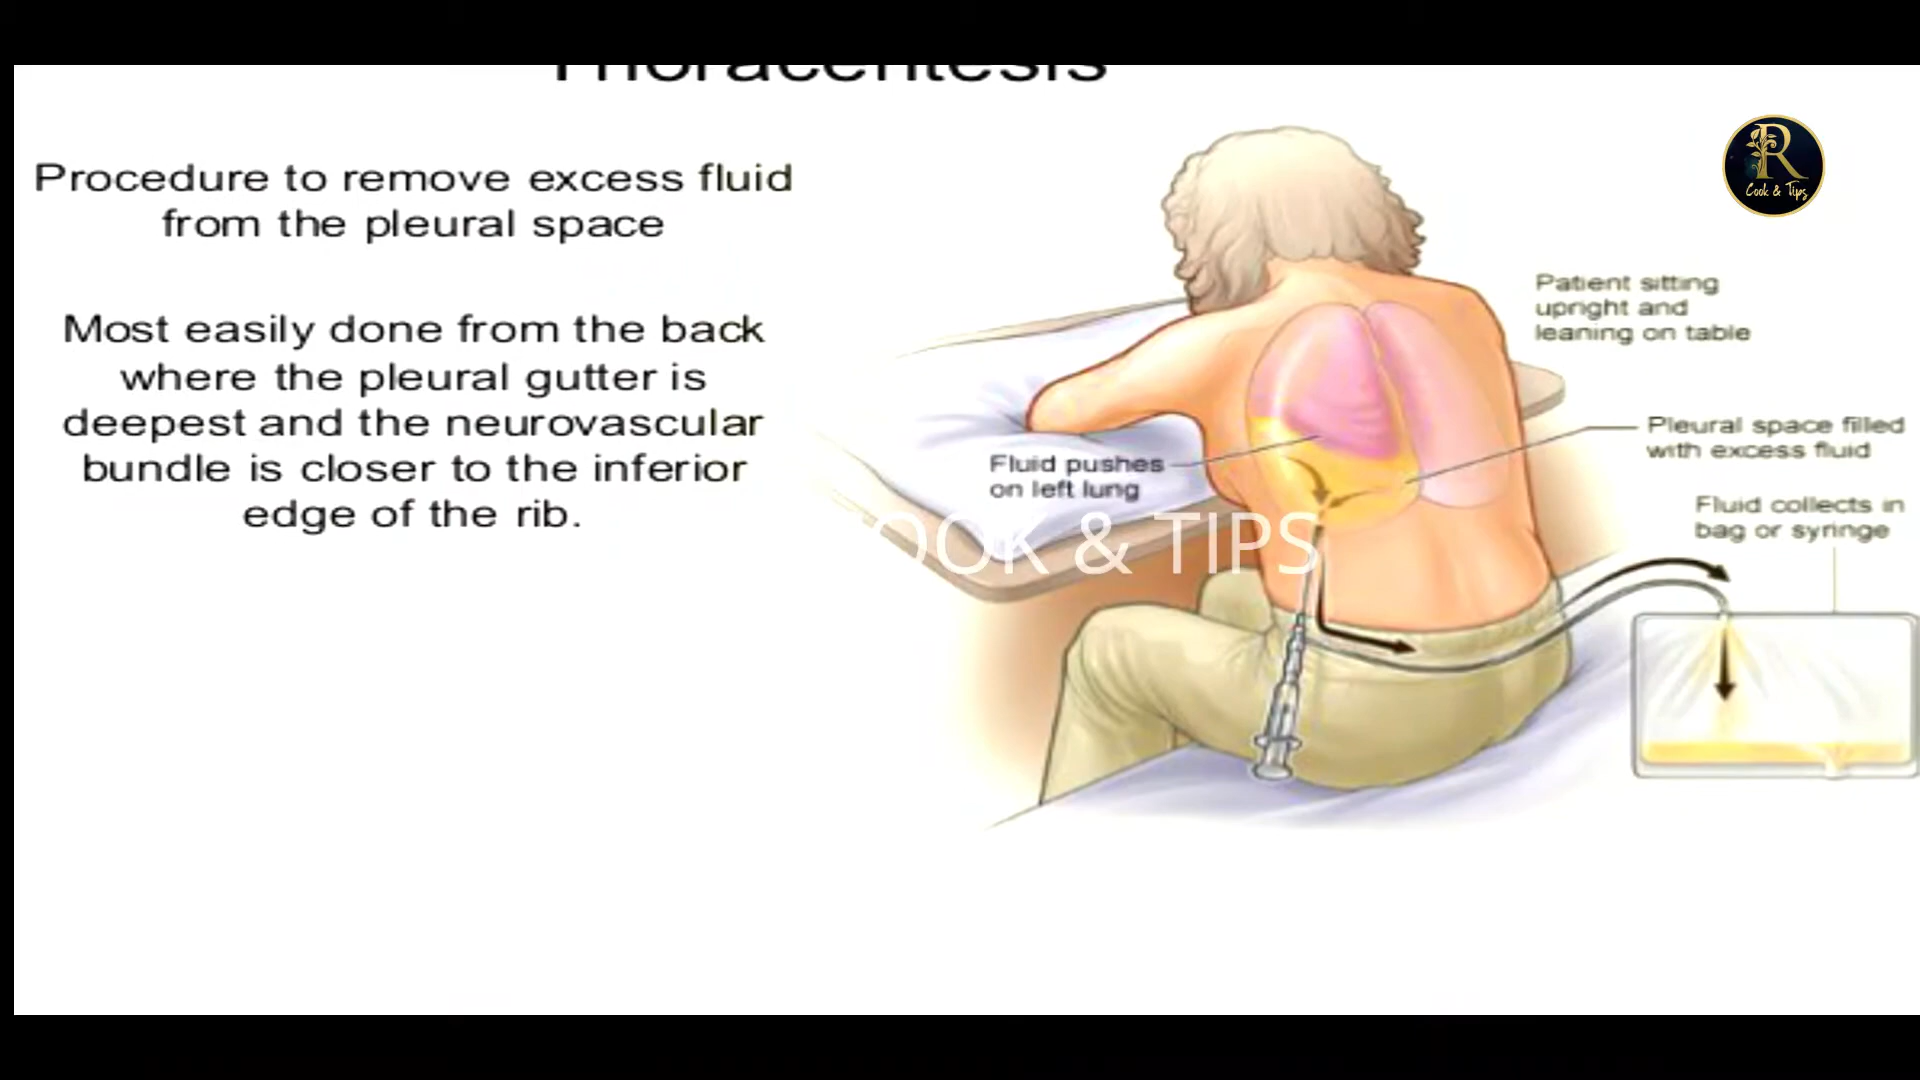 Thoracentesis
Procedure to remove excess fluid
from the pleural space
Most easily done from the back
where the pleural gutter is
deepest and the neurovascular
bundle is closer to the inferior
edge of the rib.
R
Cook & Tips
Patient sitting
upright and
leaning on table
Pleural space filled
with excess fluid
Fluid pushes
on left lung
Fluid collects in
bag or syringe
OOK & TIPS